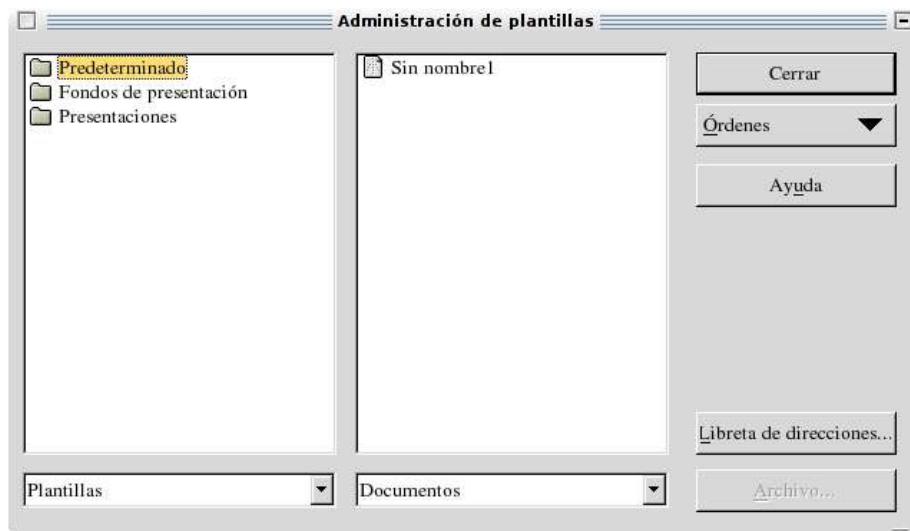 Administración de plantillas
Predeterminado
Fondos de presentación
Presentaciones
Sin nombre1
Cerrar
Órdenes
Ayuda
Libreta de direcciones...
Plantillas
Documentos
Archivo...